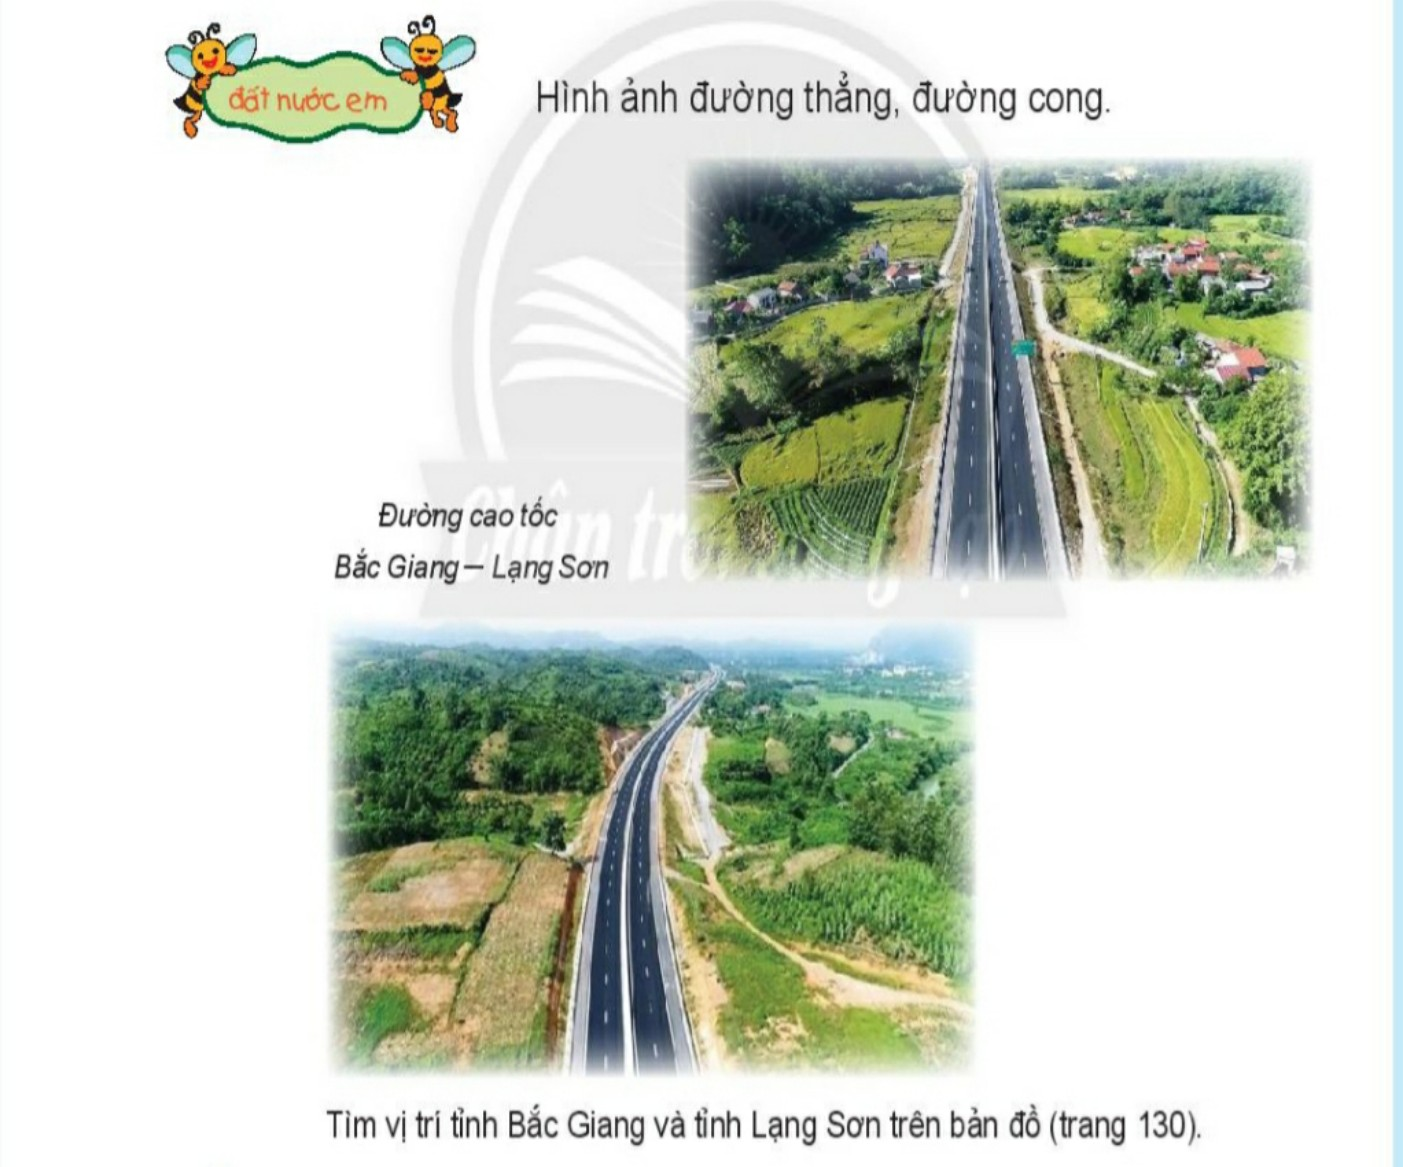 đất nước em
Hình ảnh đường thẳng, đường cong.
Đường cao tốc
Bắc Giang – Lạng Sơn
Tìm vị trí tỉnh Bắc Giang và tỉnh Lạng Sơn trên bản đồ (trang 130).